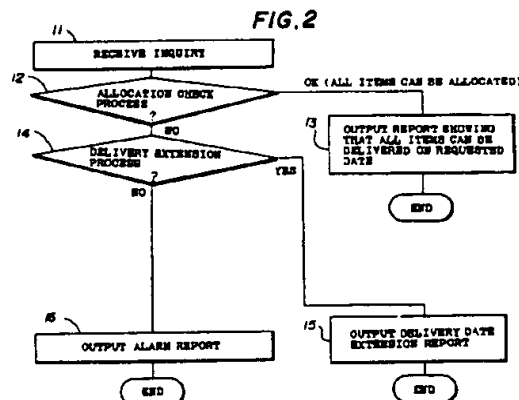 FIG.2
11
RECEIVE INQUIRY
12
ALLOCATION CHECK
PROCESS
?
OK (ALL ITEMS CAN BE ALLOCATED)
NO
13
OUTPUT REPORT SHOWING
THAT ALL ITEMS CAN BE
DELIVERED ON REQUESTED
DATE
END
14
DELIVERY EXTENSION
PROCESS
?
YES
NO
16
OUTPUT ALARM REPORT
END
15
OUTPUT DELIVERY DATE
EXTENSION REPORT
END